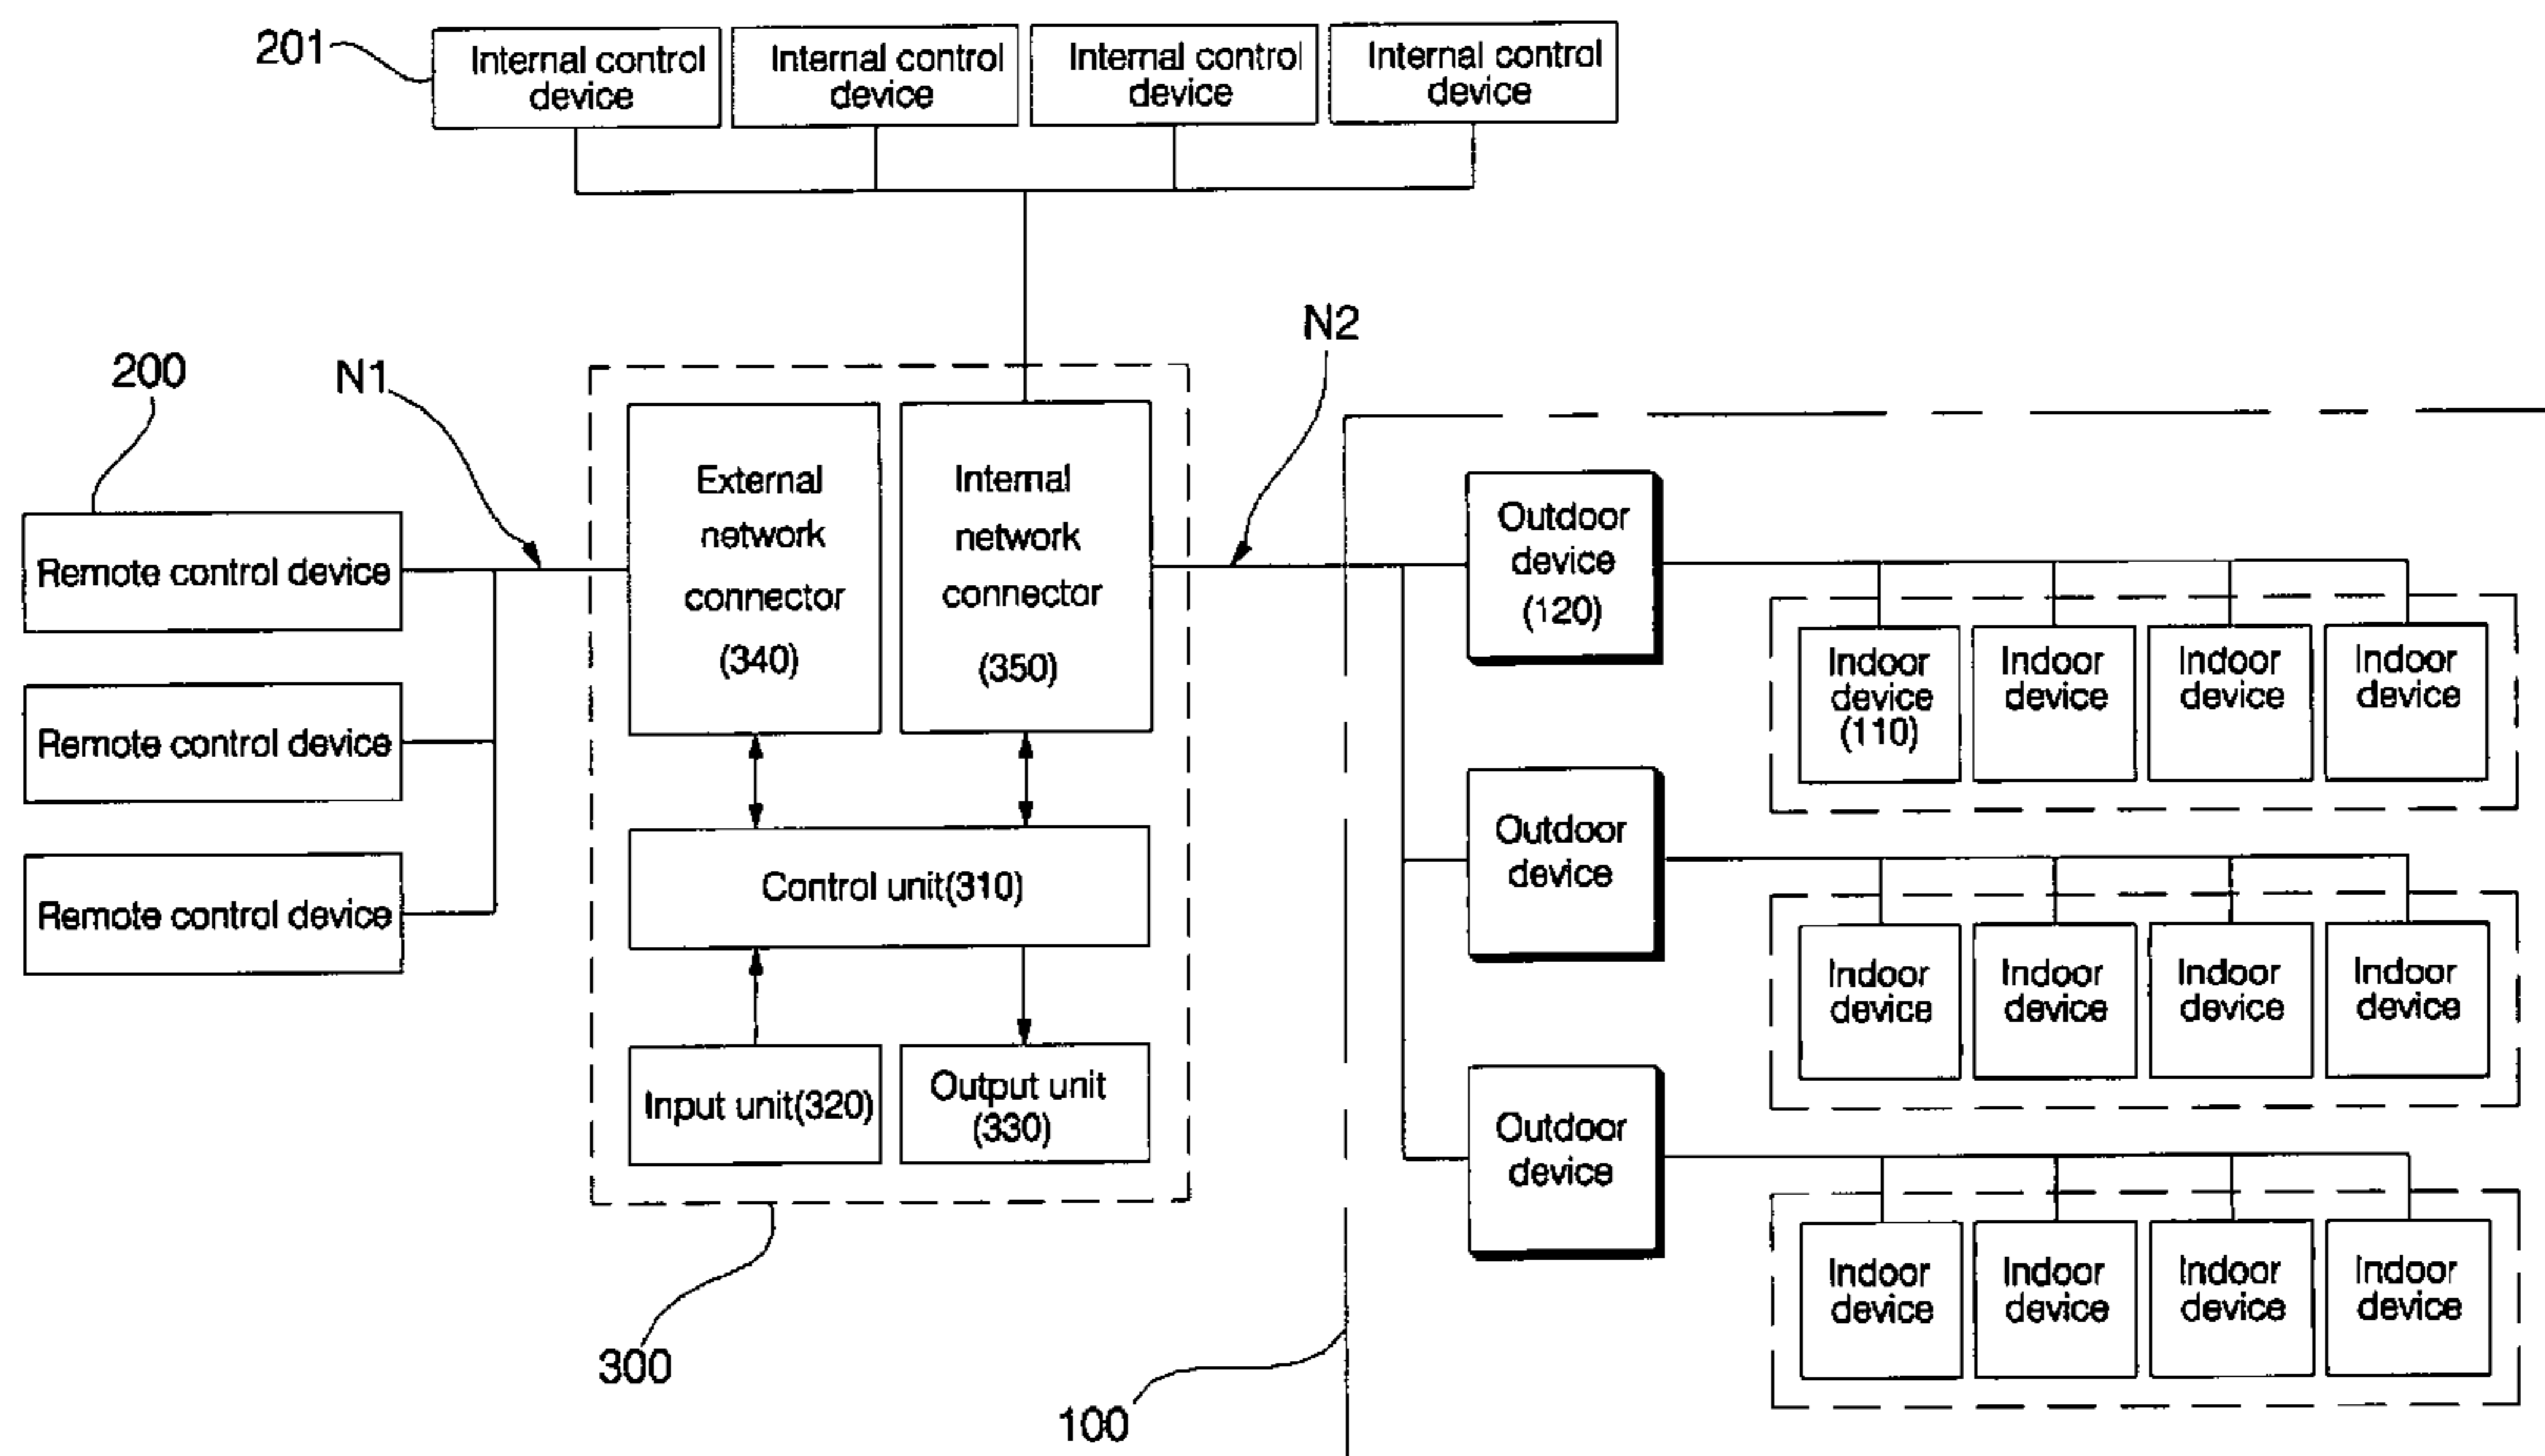 201
Internal control
device
Internal control
device
Internal control
device
Internal control
device
200
N1
N2
Remote control device
Remote control device
Remote control device
External
network
connector
(340)
Internal
network
connector
(350)
Control unit(310)
Input unit(320)
Output unit
(330)
300
100
Outdoor
device
(120)
Indoor
device
(110)
Indoor
device
Indoor
device
Indoor
device
Outdoor
device
Indoor
device
Indoor
device
Indoor
device
Indoor
device
Outdoor
device
Indoor
device
Indoor
device
Indoor
device
Indoor
device